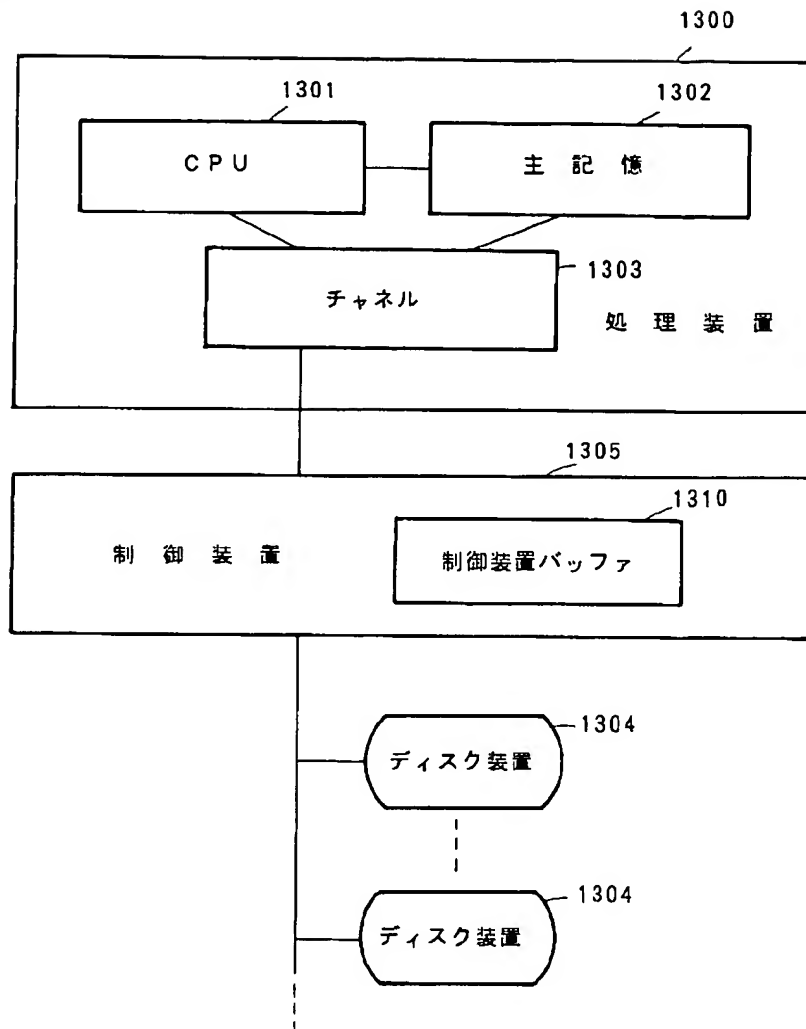 1300
1301
1302
CPU
主記憶
1303
チャネル
処理装置
1305
1310
制御装置
制御装置バッファ
1304
ディスク装置
1304
ディスク装置